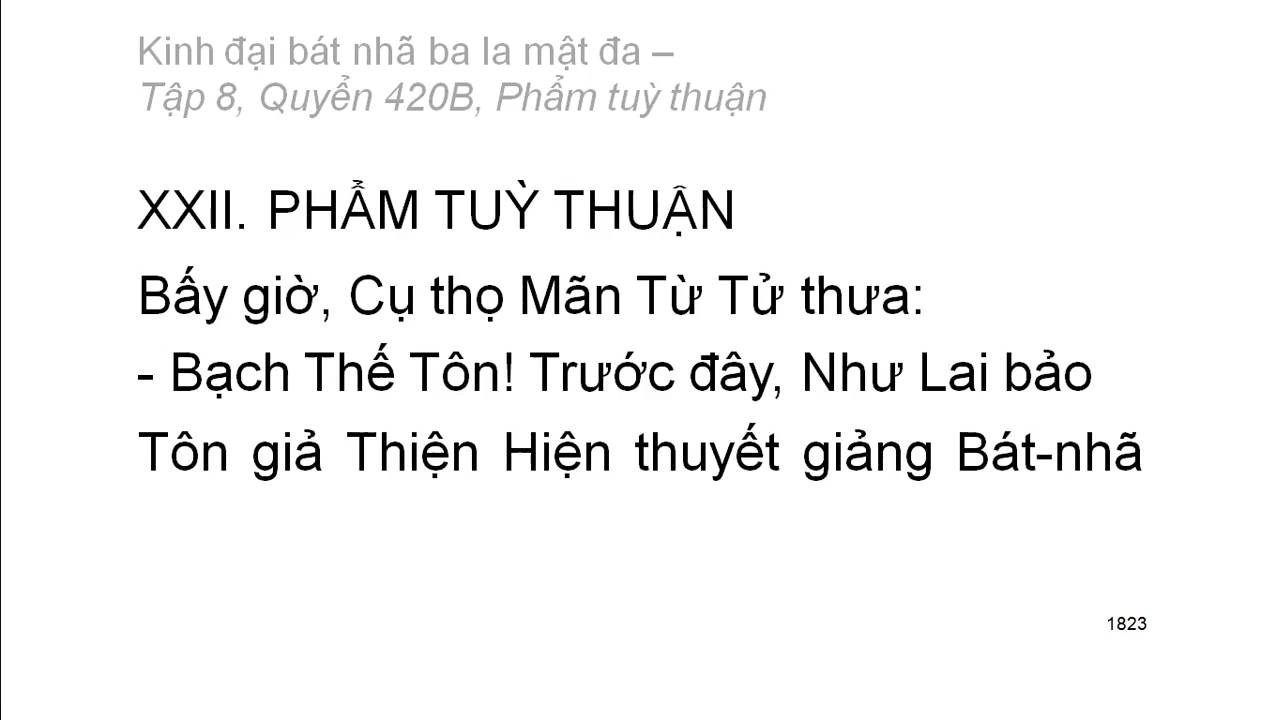 Kinh đại bát nhã ba la mật đa –
Tập 8, Quyển 420B, Phẩm tuỳ thuận
XXII. PHẨM TUỲ THUẬN
Bấy giờ, Cụ thọ Mãn Từ Tử thưa:
- Bạch Thế Tôn! Trước đây, Như Lai bảo
Tôn giả Thiện Hiện thuyết giảng Bát-nhã
1823